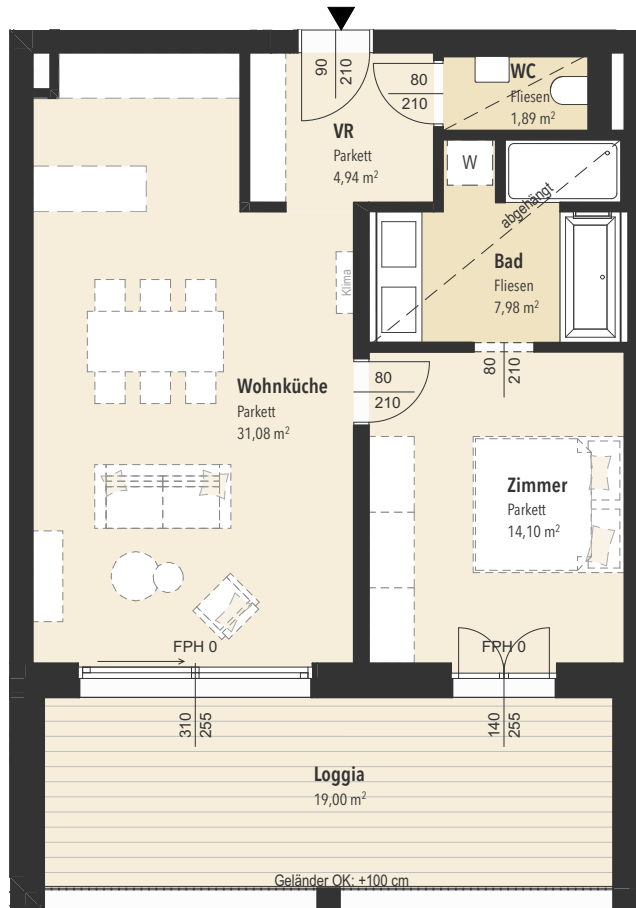 90
210
80
210
WC
Fliesen
1,89 m²
VR
Parkett
4,94 m²
W
abgehängt
Bad
Fliesen
7,98 m²
Klima
80
210
80
210
Wohnküche
Parkett
31,08 m²
Zimmer
Parkett
14,10 m²
FPH 0
FPH 0
310
255
140
255
Loggia
19,00 m²
Geländer OK: +100 cm